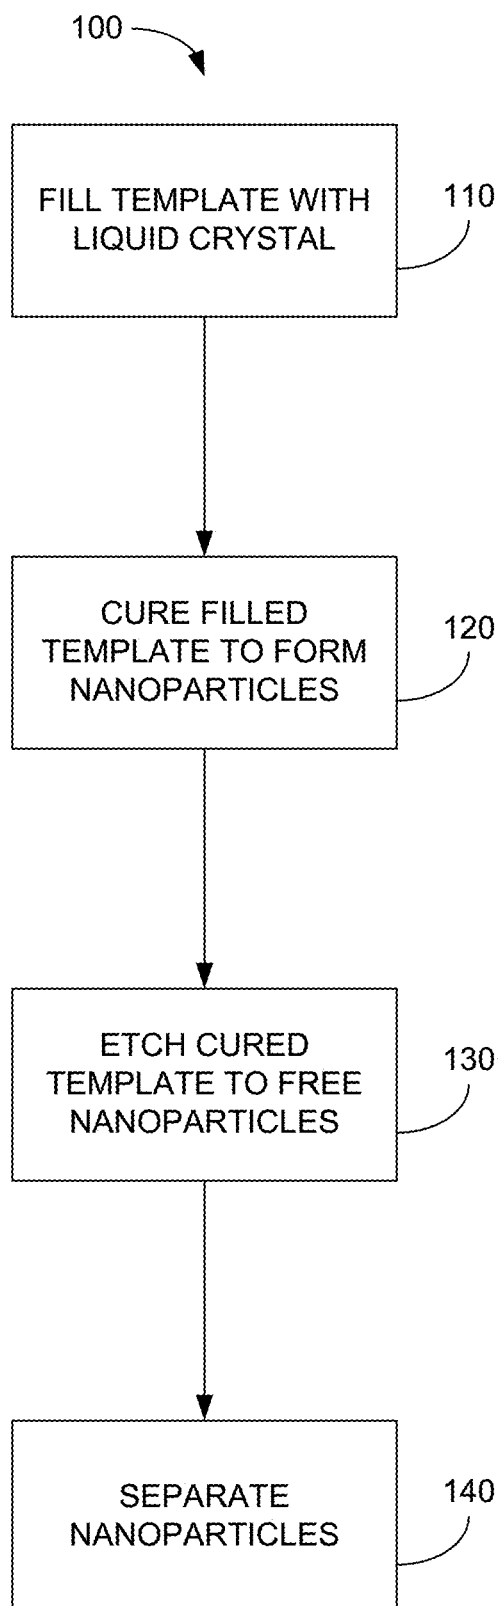 100
FILL TEMPLATE WITH
LIQUID CRYSTAL
110
CURE FILLED
TEMPLATE TO FORM
NANOPARTICLES
120
ETCH CURED
TEMPLATE TO FREE
NANOPARTICLES
130
SEPARATE
NANOPARTICLES
140